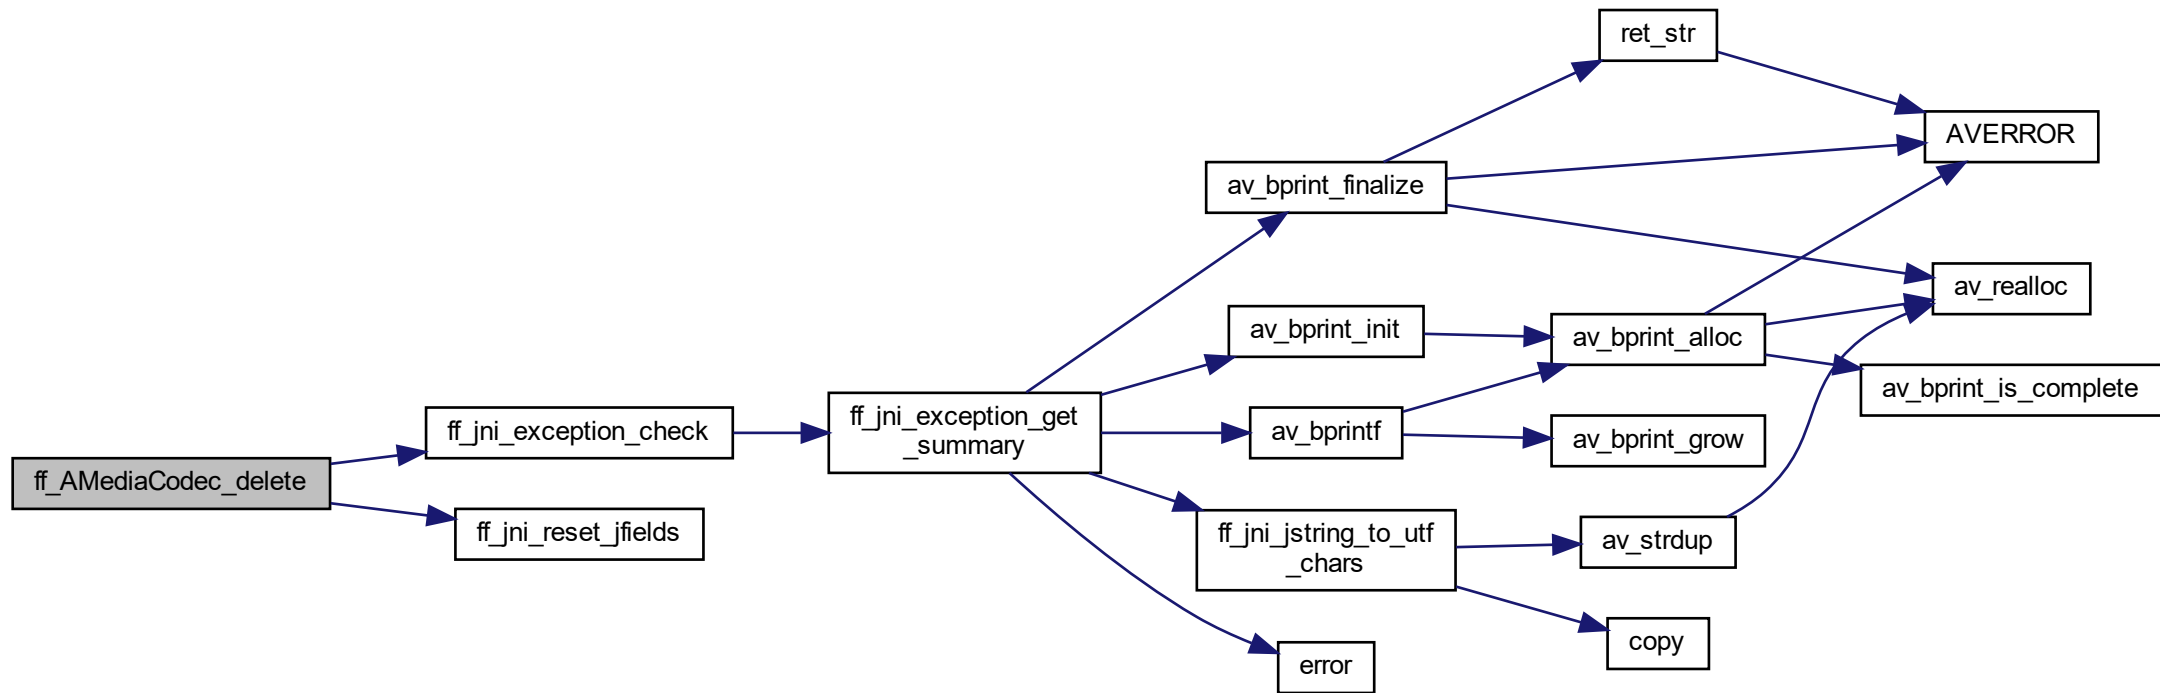 ff_AMediaCodec_delete
ff_jni_exception_check
ff_jni_reset_jfields
ff_jni_exception_get
_summary
av_bprint_finalize
av_bprint_init
av_bprintf
ff_jni_jstring_to_utf
_chars
error
ret_str
av_bprint_alloc
av_bprint_grow
av_strdup
copy
AVERROR
av_realloc
av_bprint_is_complete